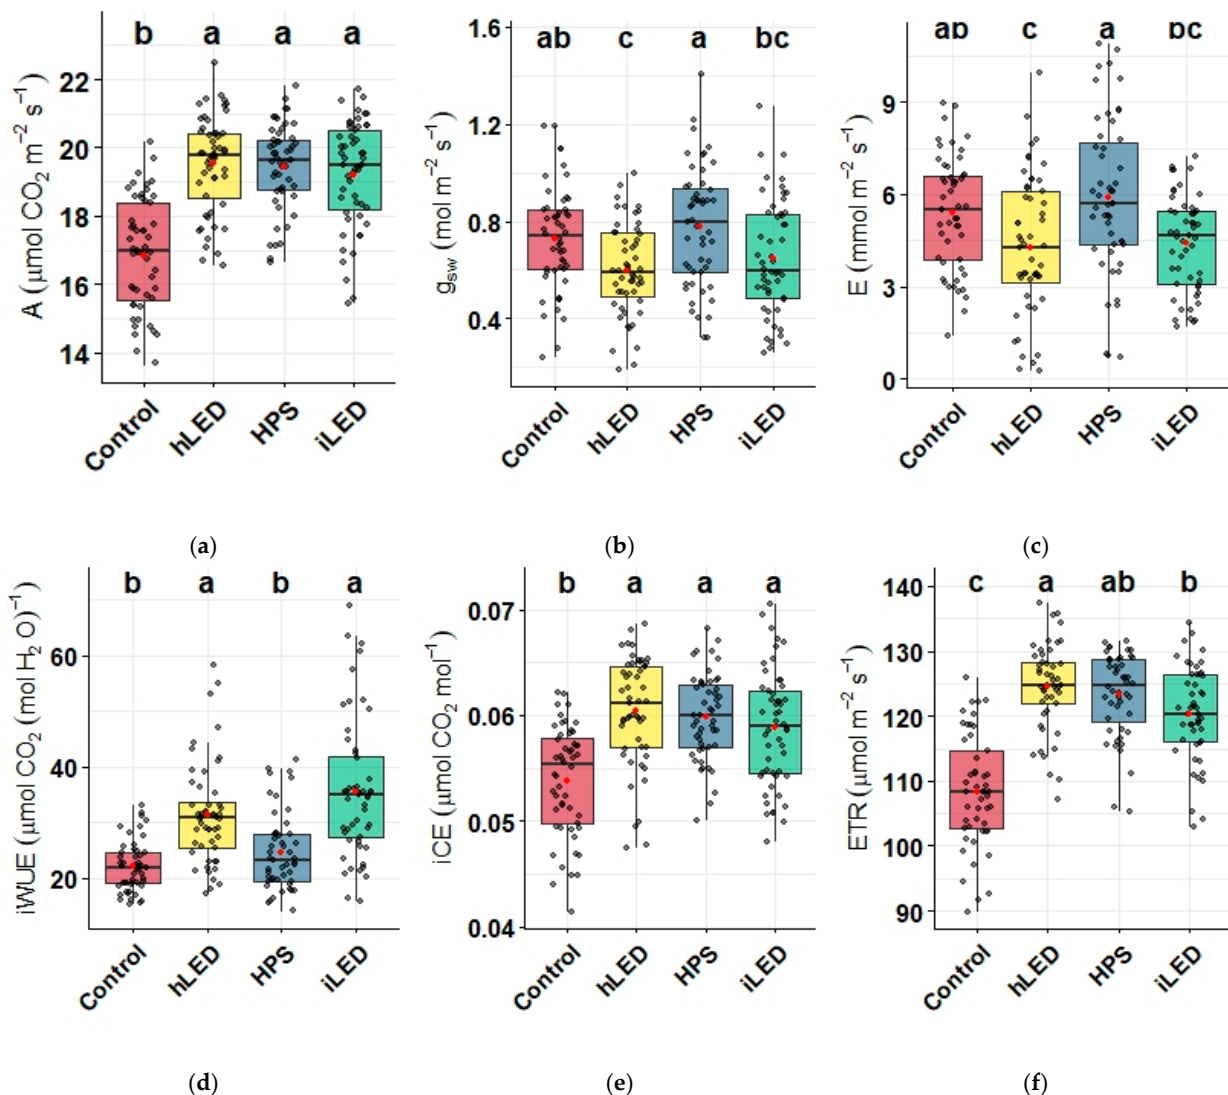 b a a a
A (μmol CO₂ m⁻² s⁻¹)
22
20
18
16
14
Control hLED HPS iLED
(a)
ab c a bc
gsw (mol m⁻² s⁻¹)
1.6
1.2
0.8
0.4
Control hLED HPS iLED
(b)
ab c a bc
E (mmol m⁻² s⁻¹)
9
6
3
0
Control hLED HPS iLED
(c)
b a b a
iWUE (μmol CO₂ (mol H₂O)⁻¹
60
40
20
Control hLED HPS iLED
(d)
b a a a
iCE (μmol CO₂ mol⁻¹)
0.07
0.06
0.05
0.04
Control hLED HPS iLED
(e)
c a ab b
ETR (μmol m⁻² s⁻¹)
140
130
120
110
100
90
Control hLED HPS iLED
(f)